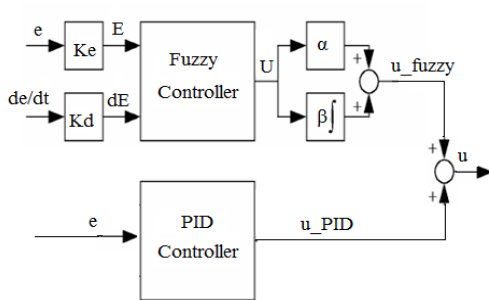 e
Ke
E
Fuzzy
Controller
U
α
+
u_fuzzy
de/dt
Kd
dE
β∫
+
+
u
+
e
PID
Controller
u_PID